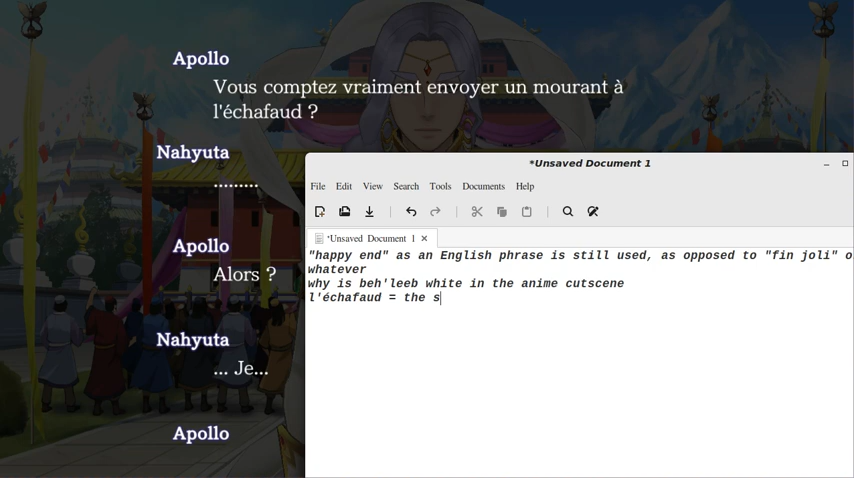 Apollo
Vous comptez vraiment envoyer un mourant à
l'échafaud ?
Nahyuta
.........
Apollo
Alors ?
Nahyuta
... Je...
Apollo
*Unsaved Document 1
File Edit View Search Tools Documents Help
*Unsaved Document 1
"happy end" as an English phrase is still used, as opposed to "fin joli" o
whatever
why is beh'leeb white in the anime cutscene
l'échafaud = the s